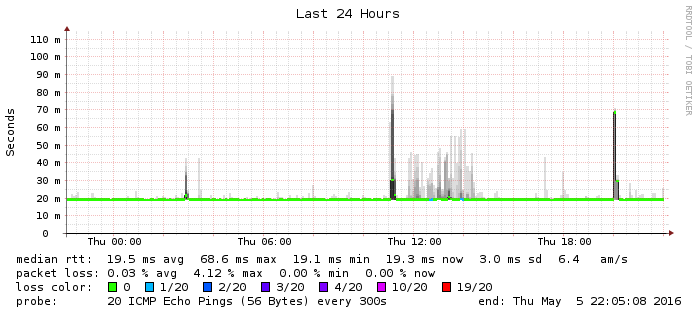 Last 24 Hours
RRDTOOL / TOBI OETIKER
Seconds
110 m
100 m
90 m
80 m
70 m
60 m
50 m
40 m
30 m
20 m
10 m
0
Thu 00:00 Thu 06:00 Thu 12:00 Thu 18:00
median rtt: 19.5 ms avg 68.6 ms max 19.1 ms min 19.3 ms now 3.0 ms sd 6.4 am/s
packet loss: 0.03 % avg 4.12 % max 0.00 % min 0.00 % now
loss color: 0 1/20 2/20 3/20 4/20 10/20 19/20
probe: 20 ICMP Echo Pings (56 Bytes) every 300s end: Thu May 5 22:05:08 2016